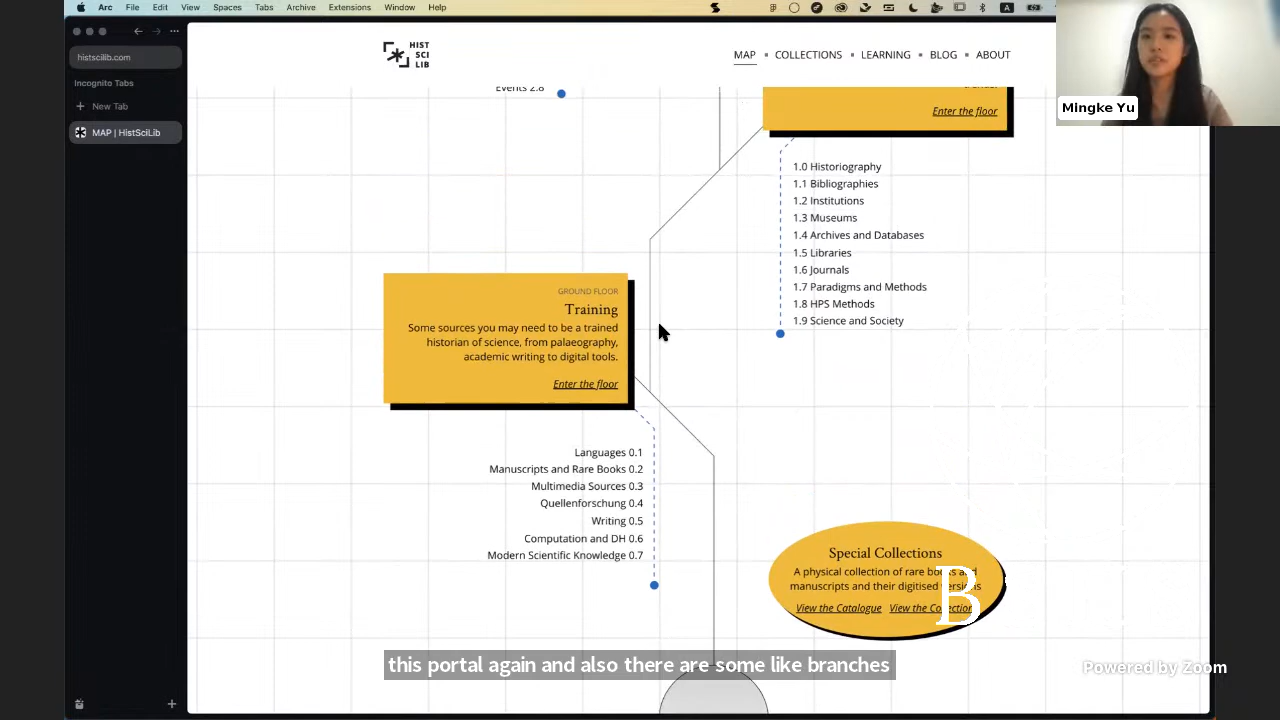 Arc File Edit View Spaces Tabs Archive Extensions Window Help
histscilib.com
Incognito Tabs
New Tab
MAP | HistSciLib
HIST
SCI
LIB
MAP COLLECTIONS LEARNING BLOG ABOUT
Mingke Yu
Events 2.8
Enter the floor
1.0 Historiography
1.1 Bibliographies
1.2 Institutions
1.3 Museums
1.4 Archives and Databases
1.5 Libraries
1.6 Journals
1.7 Paradigms and Methods
1.8 HPS Methods
1.9 Science and Society
GROUND FLOOR
Training
Some sources you may need to be a trained
historian of science, from palaeography,
academic writing to digital tools.
Enter the floor
Languages 0.1
Manuscripts and Rare Books 0.2
Multimedia Sources 0.3
Quellenforschung 0.4
Writing 0.5
Computation and DH 0.6
Modern Scientific Knowledge 0.7
Special Collections
A physical collection of rare books and
manuscripts and their digitised versions
View the Catalogue View the Collection
B
this portal again and also there are some like branches
Powered by Zoom